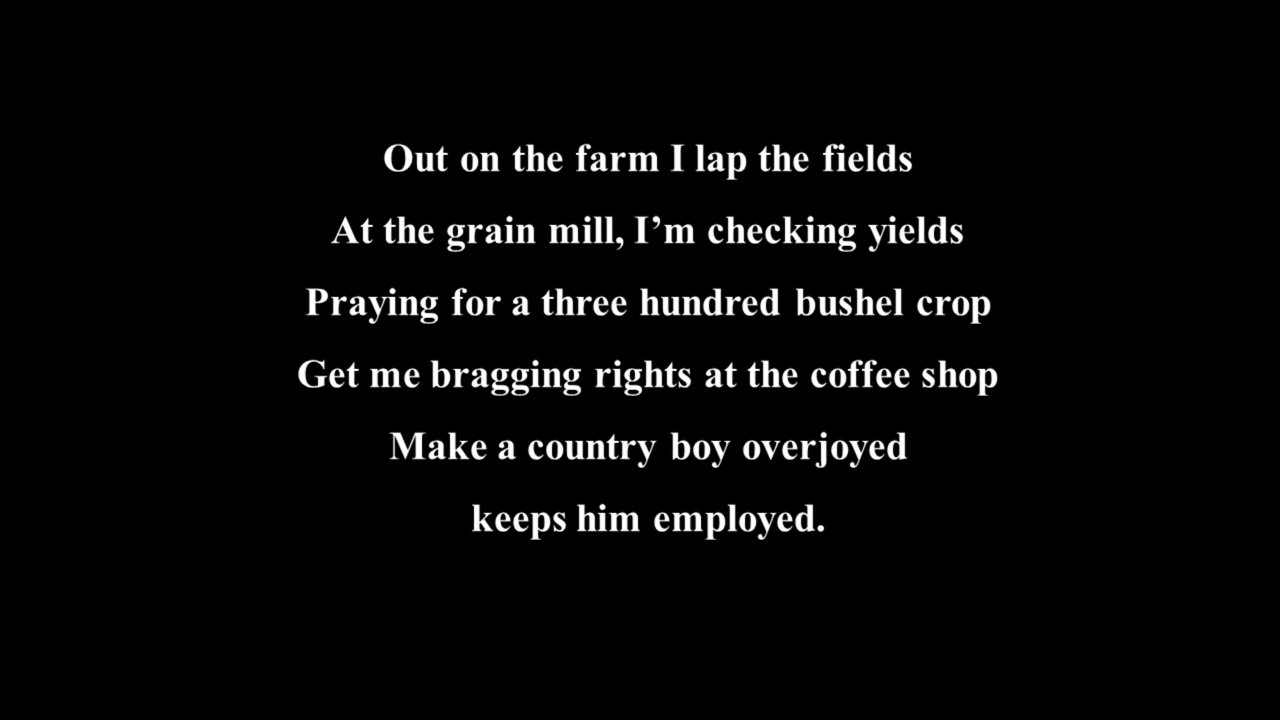 Out on the farm I lap the fields
At the grain mill, I’m checking yields
Praying for a three hundred bushel crop
Get me bragging rights at the coffee shop
Make a country boy overjoyed
keeps him employed.